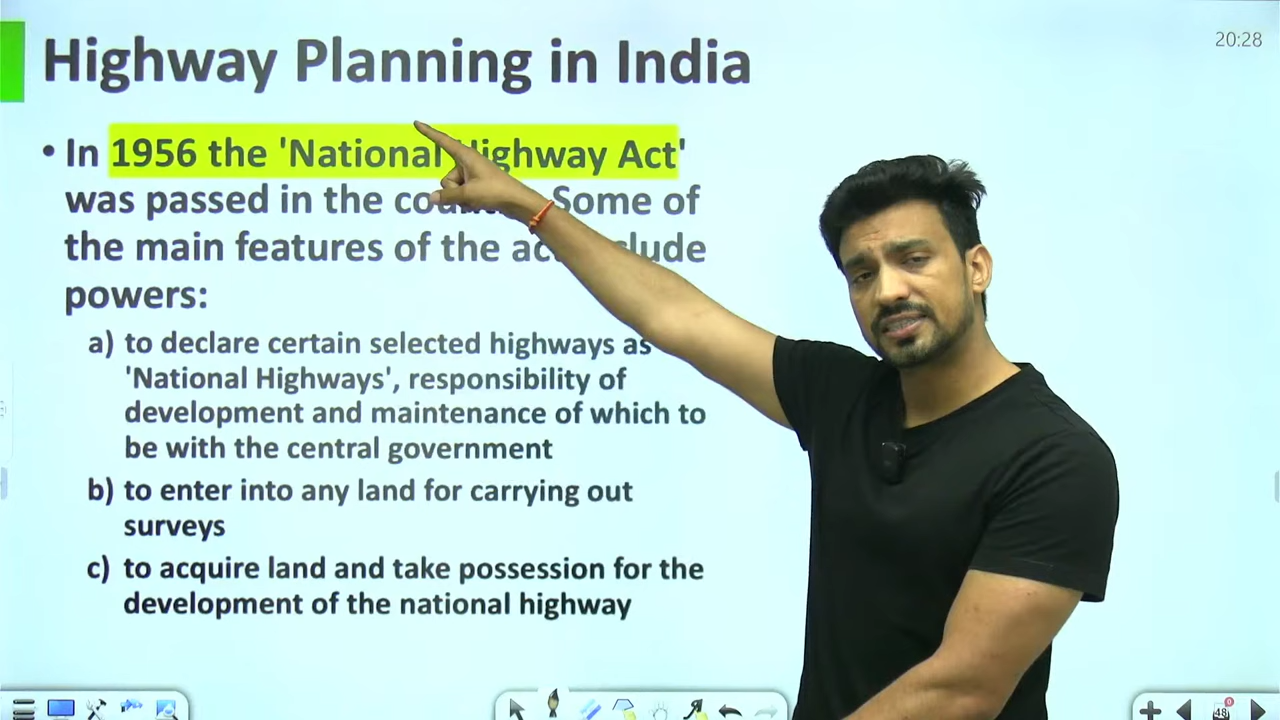 Highway Planning in India
20:28
• In 1956 the 'National Highway Act'
was passed in the Some of
the main features of the
powers:
a) to declare certain selected highways as
'National Highways', responsibility of
development and maintenance of which to
be with the central government
b) to enter into any land for carrying out
surveys
c) to acquire land and take possession for the
development of the national highway
48